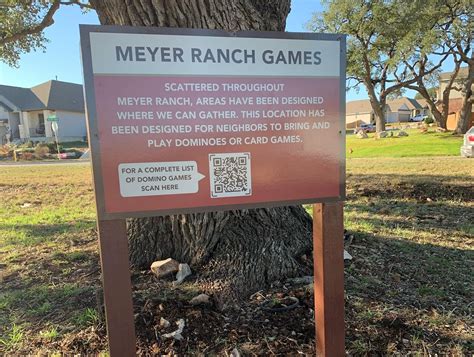 MEYER RANCH GAMES
SCATTERED THROUGHOUT
MEYER RANCH, AREAS HAVE BEEN DESIGNED
WHERE WE CAN GATHER. THIS LOCATION HAS
BEEN DESIGNED FOR NEIGHBORS TO BRING AND
PLAY DOMINOES OR CARD GAMES.
FOR A COMPLETE LIST
OF DOMINO GAMES
SCAN HERE